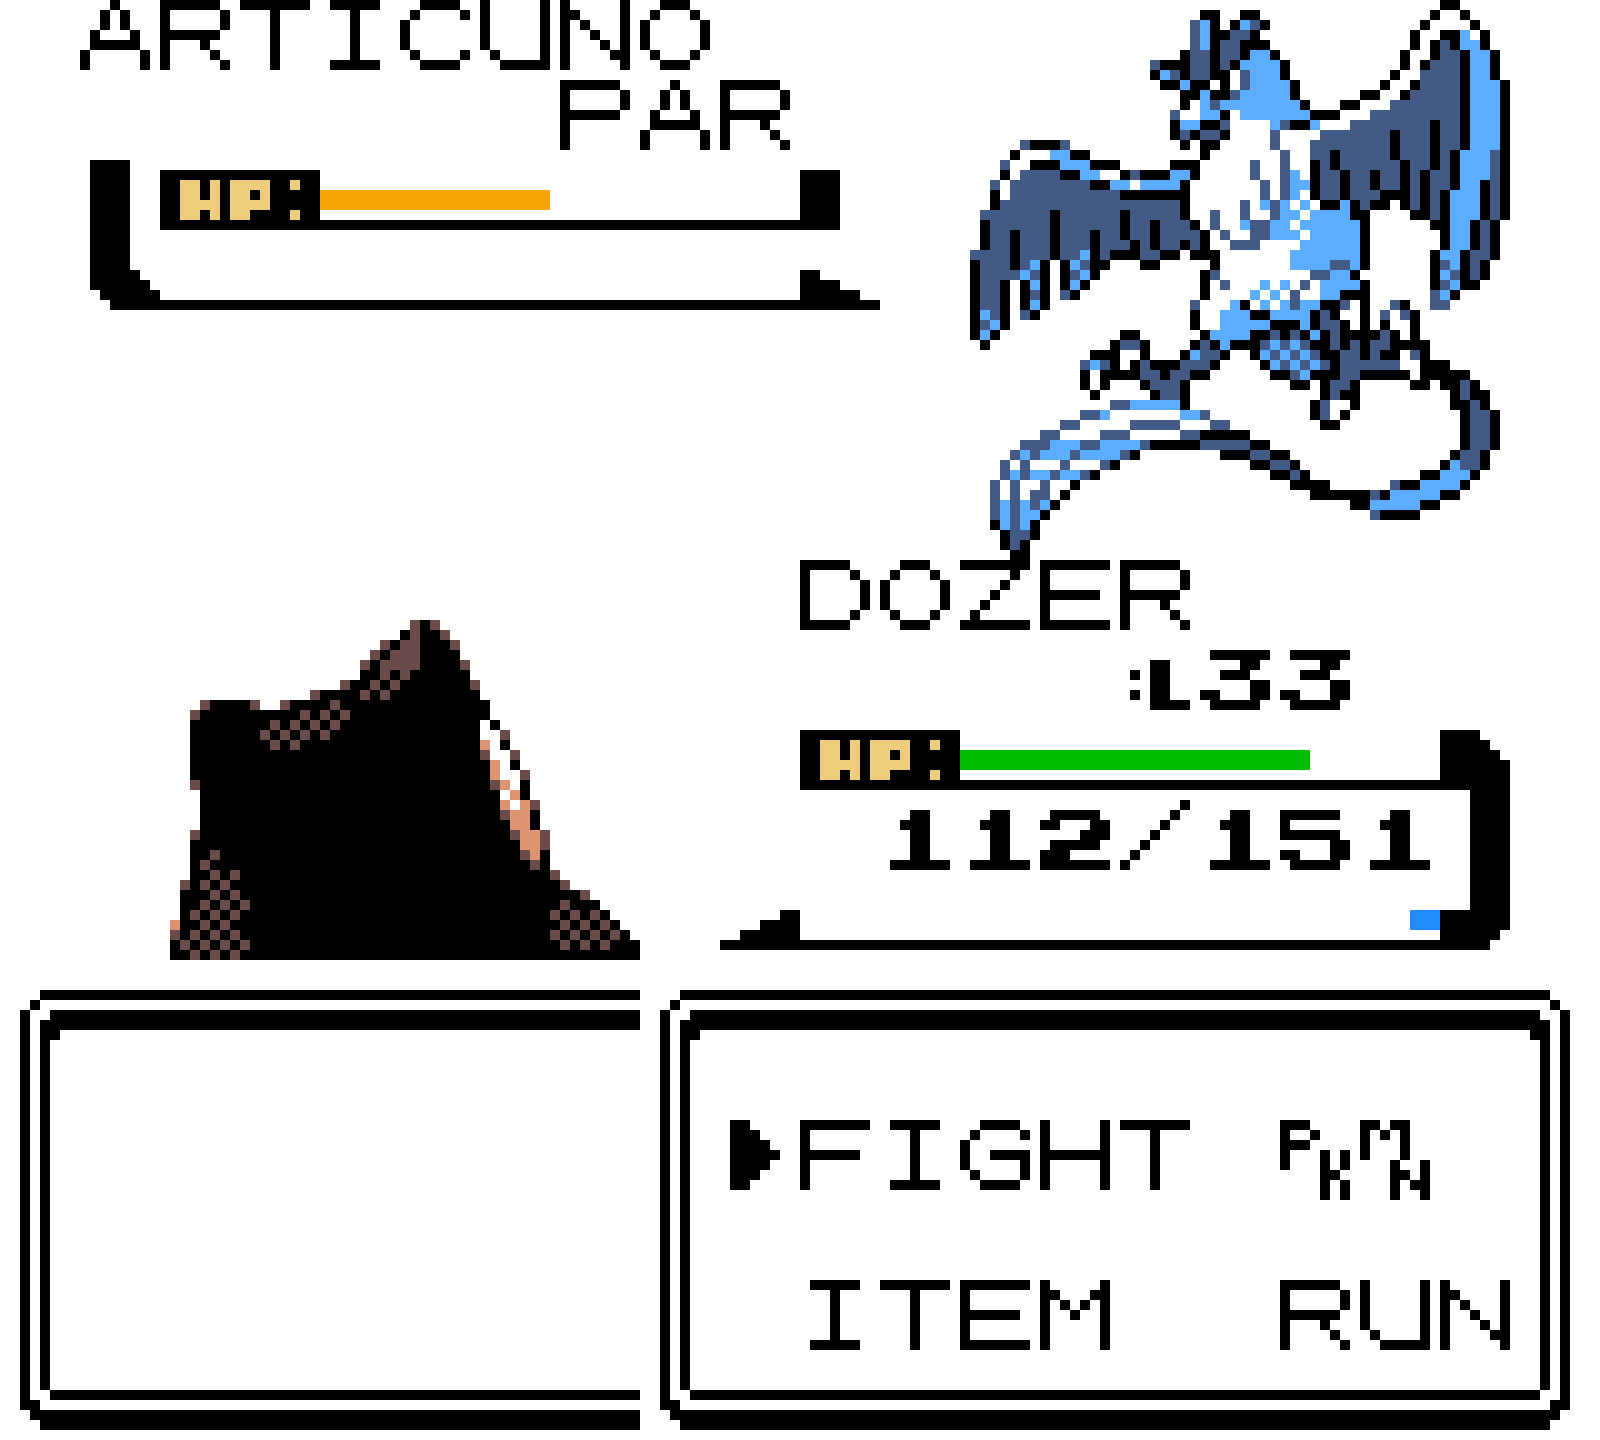 ARTICUNO
PAR
HP:
DOZER
:L33
HP:
112/151
▶FIGHT PKMN
ITEM RUN